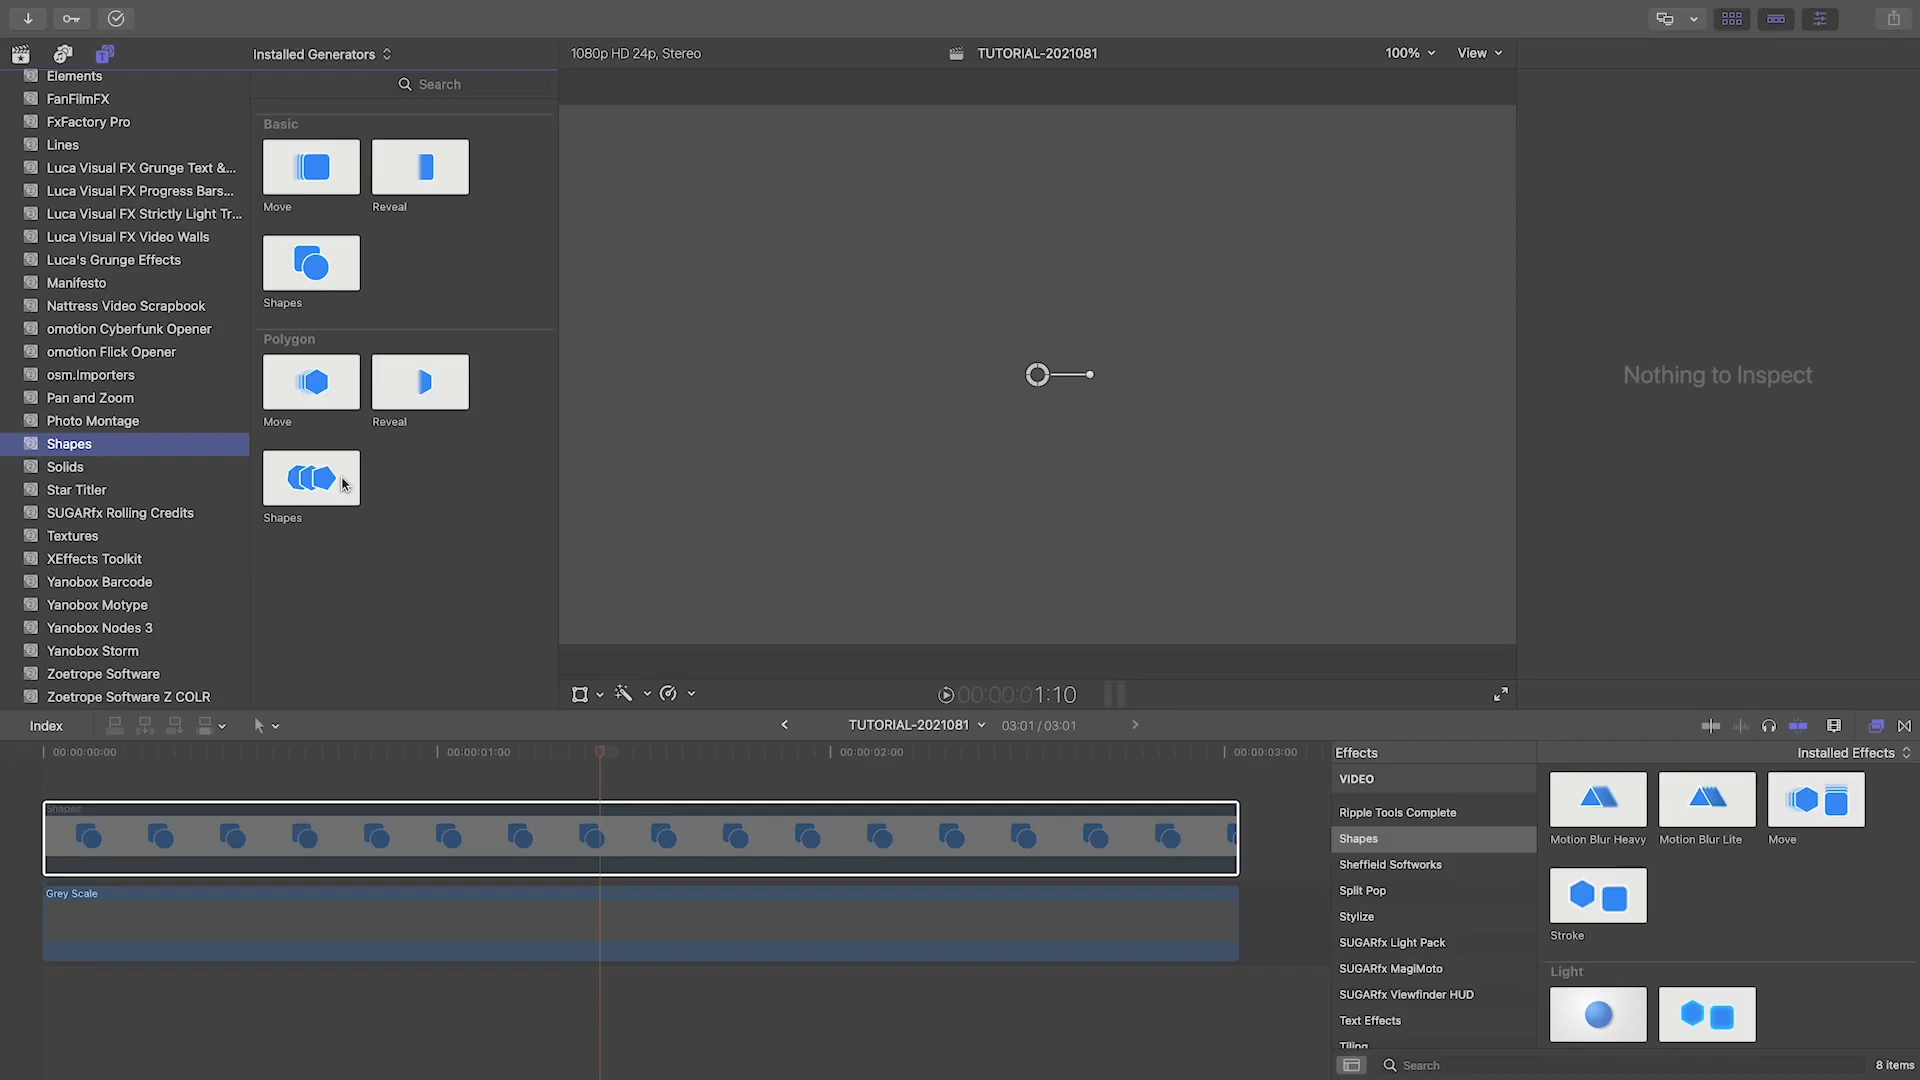 Installed Generators
1080p HD 24p, Stereo
TUTORIAL-2021081
100%
View
Search
Elements
FanFilmFX
FxFactory Pro
Lines
Luca Visual FX Grunge Text &...
Luca Visual FX Progress Bars...
Luca Visual FX Strictly Light Tr...
Luca Visual FX Video Walls
Luca's Grunge Effects
Manifesto
Nattress Video Scrapbook
omotion Cyberfunk Opener
omotion Flick Opener
osm.Importers
Pan and Zoom
Photo Montage
Shapes
Solids
Star Titler
SUGARfx Rolling Credits
Textures
XEffects Toolkit
Yanobox Barcode
Yanobox Motype
Yanobox Nodes 3
Yanobox Storm
Zoetrope Software
Zoetrope Software Z COLR
Basic
Move
Reveal
Shapes
Polygon
Move
Reveal
Shapes
Nothing to Inspect
00:00:01:10
Index
TUTORIAL-2021081
03:01 / 03:01
00:00:00:00
00:00:01:00
00:00:02:00
00:00:03:00
Shapes
Grey Scale
Effects
Installed Effects
VIDEO
Ripple Tools Complete
Shapes
Sheffield Softworks
Split Pop
Stylize
SUGARfx Light Pack
SUGARfx MagiMoto
SUGARfx Viewfinder HUD
Text Effects
Tiling
Motion Blur Heavy
Motion Blur Lite
Move
Stroke
Light
Search
8 items